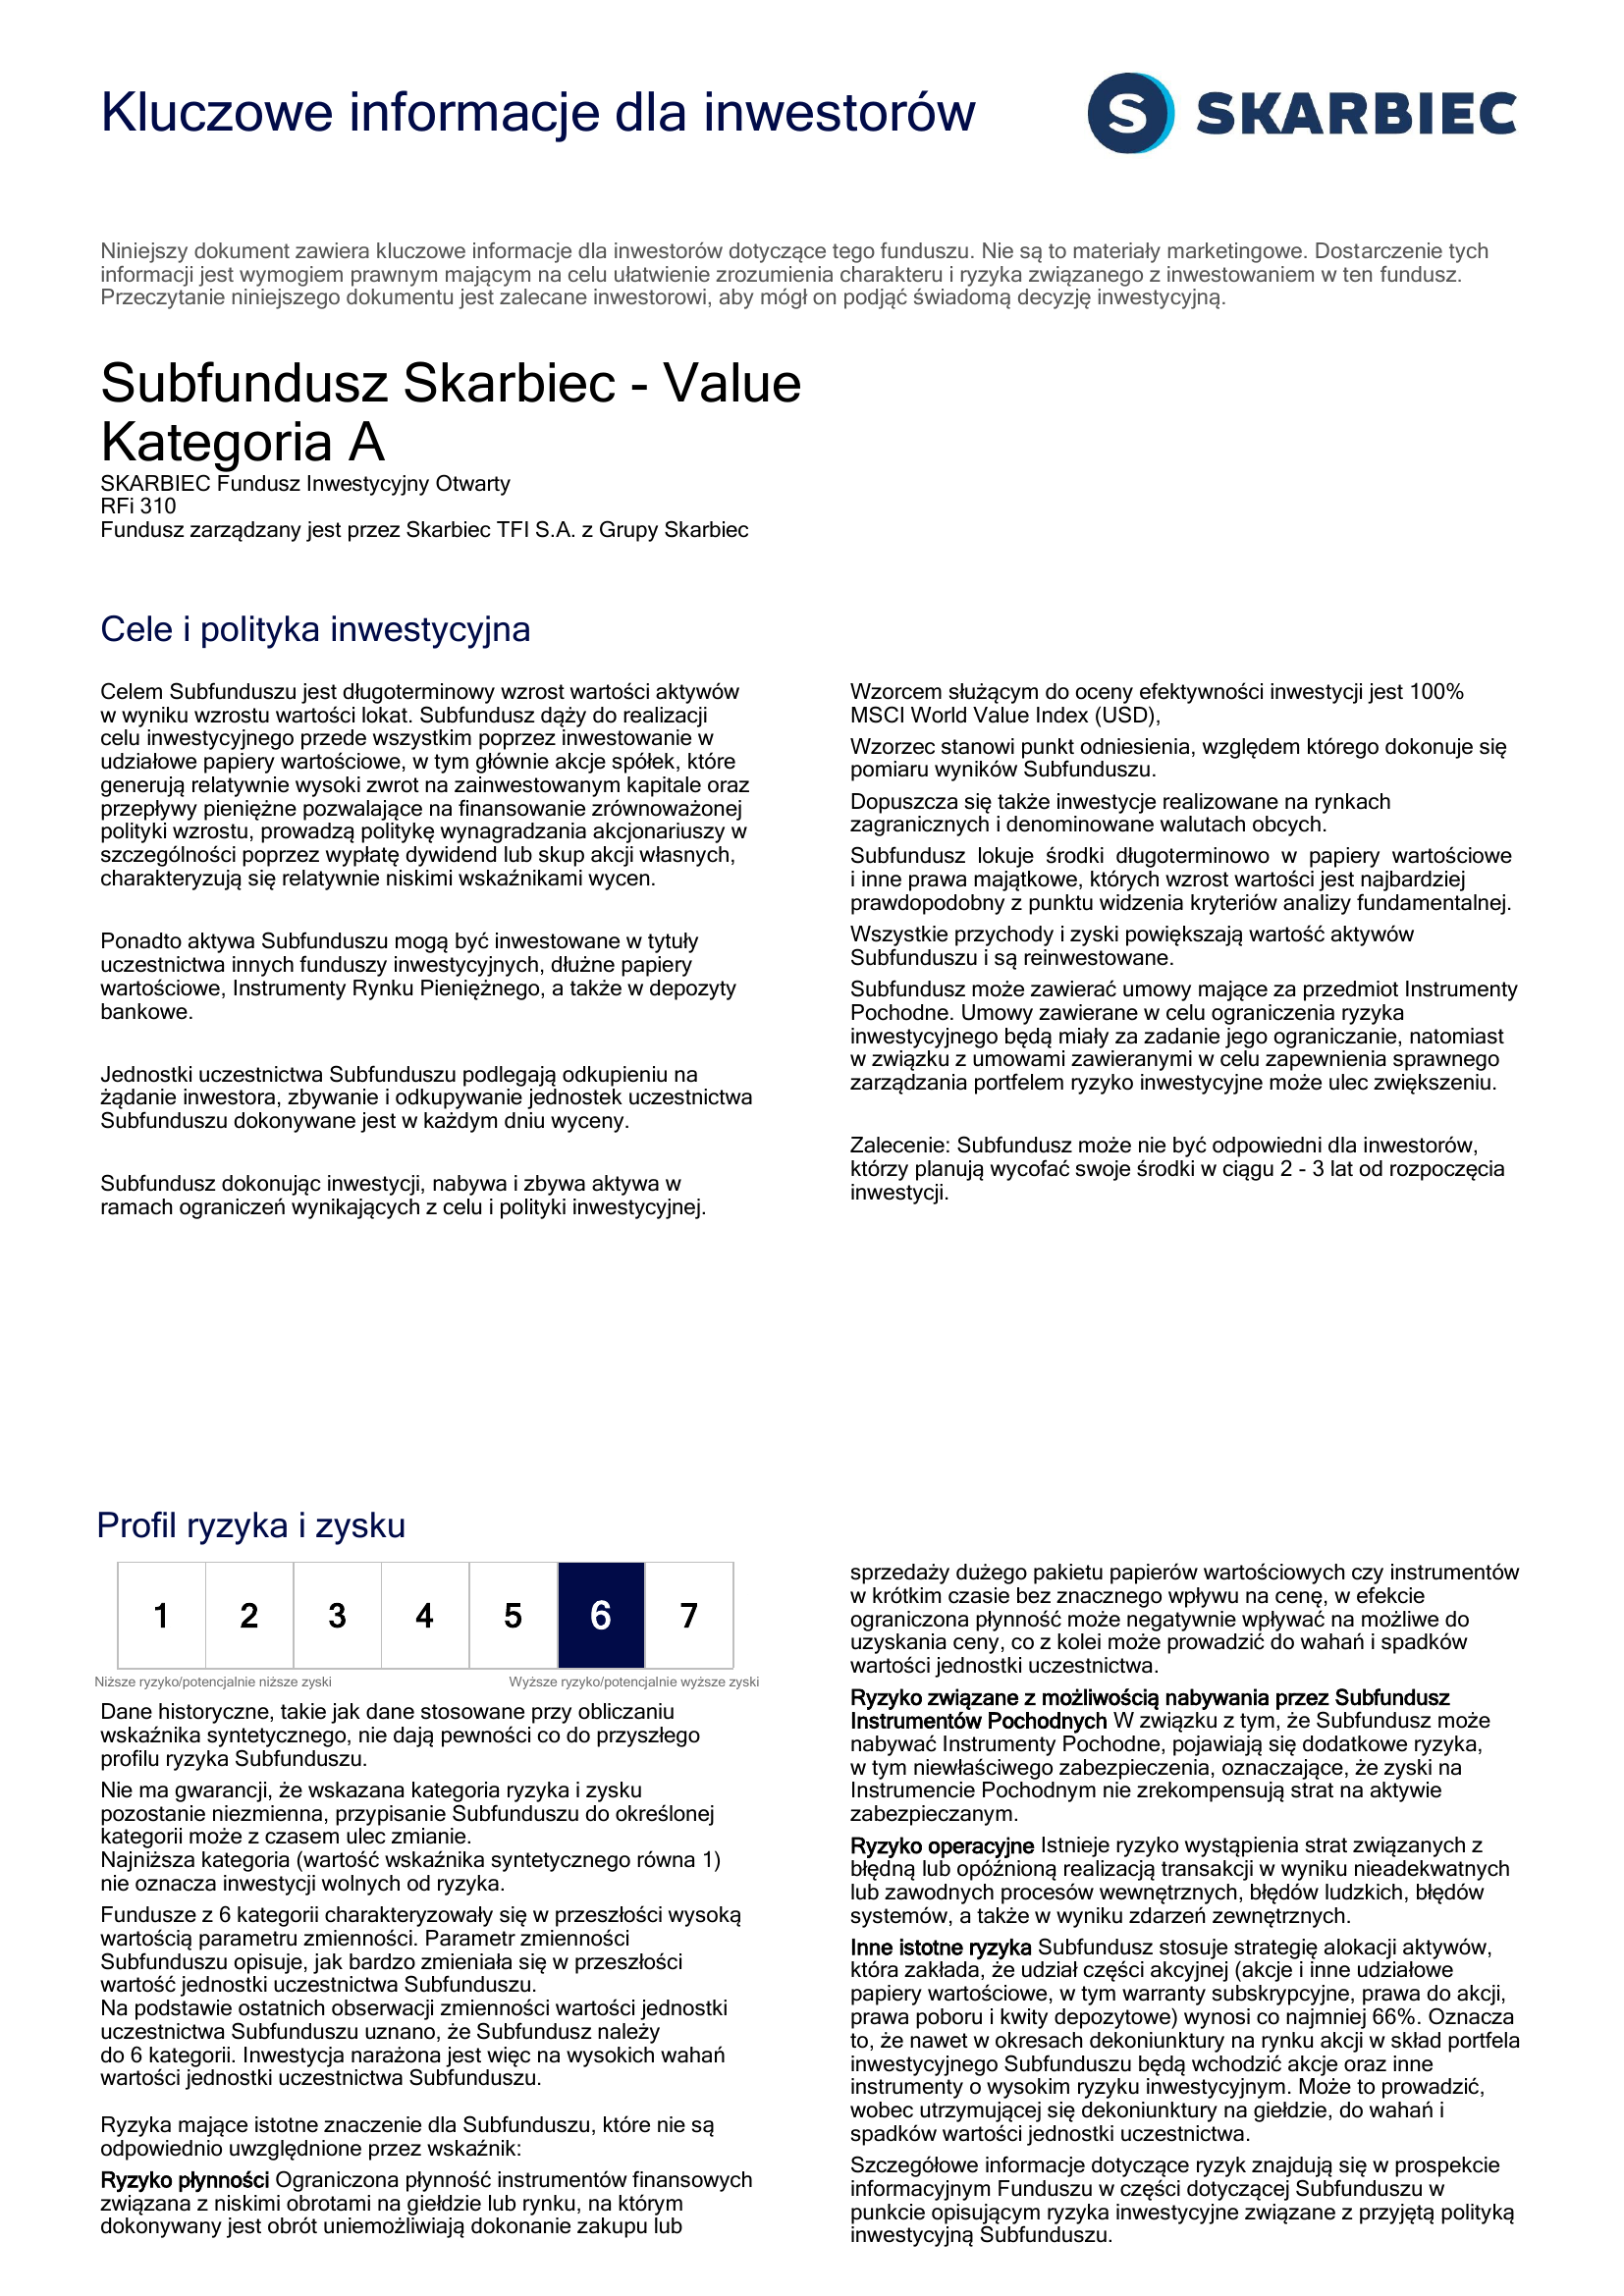 Kluczowe informacje dla inwestorów
S SKARBIEC
Niniejszy dokument zawiera kluczowe informacje dla inwestorów dotyczące tego funduszu. Nie są to materiały marketingowe. Dostarczenie tych
informacji jest wymogiem prawnym mającym na celu ułatwienie zrozumienia charakteru i ryzyka związanego z inwestowaniem w ten fundusz.
Przeczytanie niniejszego dokumentu jest zalecane inwestorowi, aby mógł on podjąć świadomą decyzję inwestycyjną.
Subfundusz Skarbiec - Value
Kategoria A
SKARBIEC Fundusz Inwestycyjny Otwarty
RFi 310
Fundusz zarządzany jest przez Skarbiec TFI S.A. z Grupy Skarbiec
Cele i polityka inwestycyjna
Celem Subfunduszu jest długoterminowy wzrost wartości aktywów
w wyniku wzrostu wartości lokat. Subfundusz dąży do realizacji
celu inwestycyjnego przede wszystkim poprzez inwestowanie w
udziałowe papiery wartościowe, w tym głównie akcje spółek, które
generują relatywnie wysoki zwrot na zainwestowanym kapitale oraz
przepływy pieniężne pozwalające na finansowanie zrównoważonej
polityki wzrostu, prowadzą politykę wynagradzania akcjonariuszy w
szczególności poprzez wypłatę dywidend lub skup akcji własnych,
charakteryzują się relatywnie niskimi wskaźnikami wycen.
Ponadto aktywa Subfunduszu mogą być inwestowane w tytuły
uczestnictwa innych funduszy inwestycyjnych, dłużne papiery
wartościowe, Instrumenty Rynku Pieniężnego, a także w depozyty
bankowe.
Jednostki uczestnictwa Subfunduszu podlegają odkupieniu na
żądanie inwestora, zbywanie i odkupywanie jednostek uczestnictwa
Subfunduszu dokonywane jest w każdym dniu wyceny.
Subfundusz dokonując inwestycji, nabywa i zbywa aktywa w
ramach ograniczeń wynikających z celu i polityki inwestycyjnej.
Wzorcem służącym do oceny efektywności inwestycji jest 100%
MSCI World Value Index (USD),
Wzorzec stanowi punkt odniesienia, względem którego dokonuje się
pomiaru wyników Subfunduszu.
Dopuszcza się także inwestycje realizowane na rynkach
zagranicznych i denominowane walutach obcych.
Subfundusz lokuje środki długoterminowo w papiery wartościowe
i inne prawa majątkowe, których wzrost wartości jest najbardziej
prawdopodobny z punktu widzenia kryteriów analizy fundamentalnej.
Wszystkie przychody i zyski powiększają wartość aktywów
Subfunduszu i są reinwestowane.
Subfundusz może zawierać umowy mające za przedmiot Instrumenty
Pochodne. Umowy zawierane w celu ograniczenia ryzyka
inwestycyjnego będą miały za zadanie jego ograniczanie, natomiast
w związku z umowami zawieranymi w celu zapewnienia sprawnego
zarządzania portfelem ryzyko inwestycyjne może ulec zwiększeniu.
Zalecenie: Subfundusz może nie być odpowiedni dla inwestorów,
którzy planują wycofać swoje środki w ciągu 2 - 3 lat od rozpoczęcia
inwestycji.
Profil ryzyka i zysku
1 2 3 4 5 6 7
Niższe ryzyko/potencjalnie niższe zyski Wyższe ryzyko/potencjalnie wyższe zyski
Dane historyczne, takie jak dane stosowane przy obliczaniu
wskaźnika syntetycznego, nie dają pewności co do przyszłego
profilu ryzyka Subfunduszu.
Nie ma gwarancji, że wskazana kategoria ryzyka i zysku
pozostanie niezmienna, przypisanie Subfunduszu do określonej
kategorii może z czasem ulec zmianie.
Najniższa kategoria (wartość wskaźnika syntetycznego równa 1)
nie oznacza inwestycji wolnych od ryzyka.
Fundusze z 6 kategorii charakteryzowały się w przeszłości wysoką
wartością parametru zmienności. Parametr zmienności
Subfunduszu opisuje, jak bardzo zmieniała się w przeszłości
wartość jednostki uczestnictwa Subfunduszu.
Na podstawie ostatnich obserwacji zmienności wartości jednostki
uczestnictwa Subfunduszu uznano, że Subfundusz należy
do 6 kategorii. Inwestycja narażona jest więc na wysokich wahań
wartości jednostki uczestnictwa Subfunduszu.
Ryzyka mające istotne znaczenie dla Subfunduszu, które nie są
odpowiednio uwzględnione przez wskaźnik:
Ryzyko płynności Ograniczona płynność instrumentów finansowych
związana z niskimi obrotami na giełdzie lub rynku, na którym
dokonywany jest obrót uniemożliwiają dokonanie zakupu lub
sprzedaży dużego pakietu papierów wartościowych czy instrumentów
w krótkim czasie bez znacznego wpływu na cenę, w efekcie
ograniczona płynność może negatywnie wpływać na możliwe do
uzyskania ceny, co z kolei może prowadzić do wahań i spadków
wartości jednostki uczestnictwa.
Ryzyko związane z możliwością nabywania przez Subfundusz
Instrumentów Pochodnych W związku z tym, że Subfundusz może
nabywać Instrumenty Pochodne, pojawiają się dodatkowe ryzyka,
w tym niewłaściwego zabezpieczenia, oznaczające, że zyski na
Instrumencie Pochodnym nie zrekompensują strat na aktywie
zabezpieczanym.
Ryzyko operacyjne Istnieje ryzyko wystąpienia strat związanych z
błędną lub opóźnioną realizacją transakcji w wyniku nieadekwatnych
lub zawodnych procesów wewnętrznych, błędów ludzkich, błędów
systemów, a także w wyniku zdarzeń zewnętrznych.
Inne istotne ryzyka Subfundusz stosuje strategię alokacji aktywów,
która zakłada, że udział części akcyjnej (akcje i inne udziałowe
papiery wartościowe, w tym warranty subskrypcyjne, prawa do akcji,
prawa poboru i kwity depozytowe) wynosi co najmniej 66%. Oznacza
to, że nawet w okresach dekoniunktury na rynku akcji w skład portfela
inwestycyjnego Subfunduszu będą wchodzić akcje oraz inne
instrumenty o wysokim ryzyku inwestycyjnym. Może to prowadzić,
wobec utrzymującej się dekoniunktury na giełdzie, do wahań i
spadków wartości jednostki uczestnictwa.
Szczegółowe informacje dotyczące ryzyk znajdują się w prospekcie
informacyjnym Funduszu w części dotyczącej Subfunduszu w
punkcie opisującym ryzyka inwestycyjne związane z przyjętą polityką
inwestycyjną Subfunduszu.